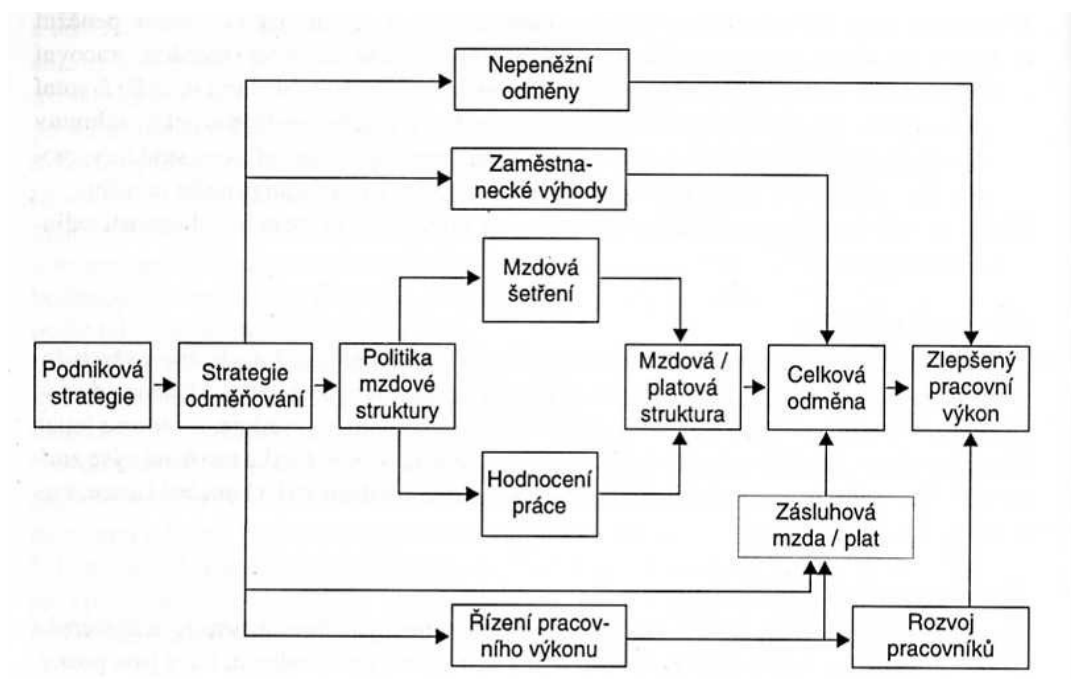 Nepeněžní
odměny
Zaměstna-
necké výhody
Mzdová
šetření
Podniková
strategie
Strategie
odměňování
Politika
mzdové
struktury
Mzdová /
platová
struktura
Celková
odměna
Zlepšený
pracovní
výkon
Hodnocení
práce
Zásluhová
mzda / plat
Řízení pracov-
ního výkonu
Rozvoj
pracovníků